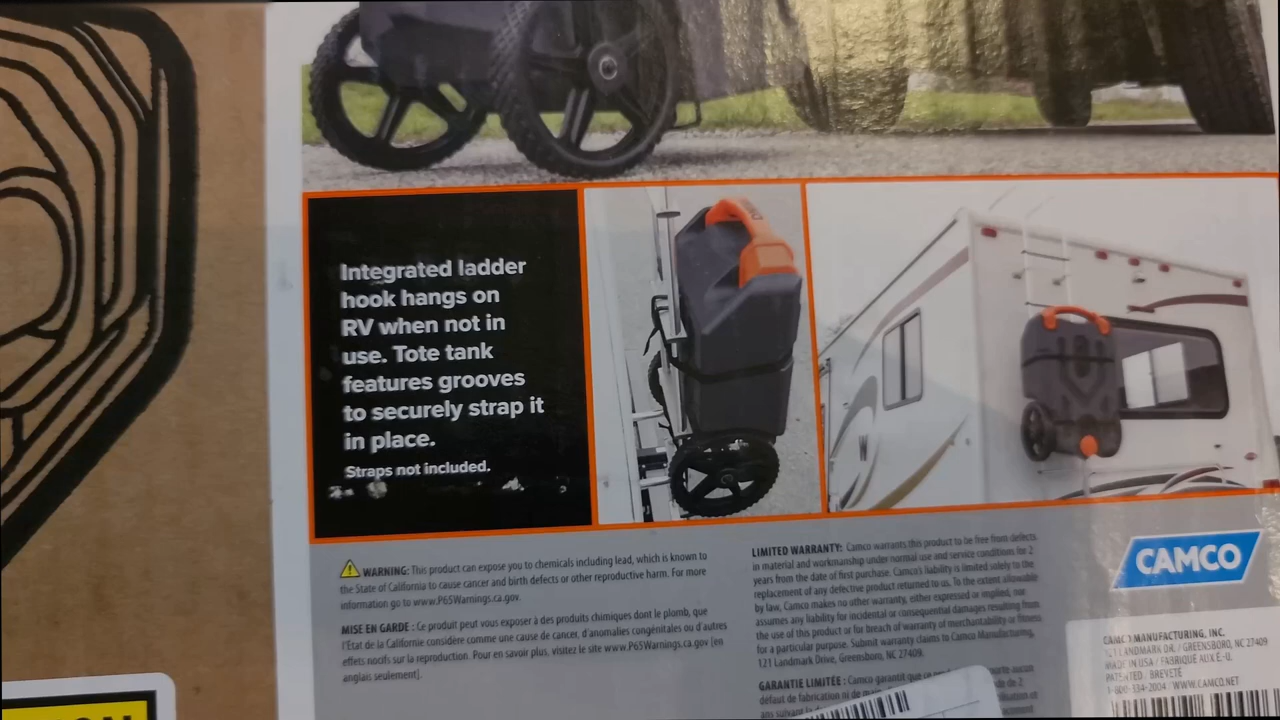 Integrated ladder
hook hangs on
RV when not in
use. Tote tank
features grooves
to securely strap it
in place.
Straps not included.
WARNING: This product can expose you to chemicals including lead, which is known to
the State of California to cause cancer and birth defects or other reproductive harm. For more
information go to www.P65Warnings.ca.gov.
MISE EN GARDE : Ce produit peut vous exposer à des produits chimiques dont le plomb, que
l'État de la Californie considère comme une cause de cancer, d'anomalies congénitales ou d'autres
effets nocifs sur la reproduction. Pour en savoir plus, visitez le site www.P65Warnings.ca.gov [en
anglais seulement].
LIMITED WARRANTY: Camco warrants this product to be free from defects
in material and workmanship under normal use and service conditions for 2
years from the date of first purchase. Camco's liability is limited solely to the
replacement of any defective product returned to us. To the extent allowable
by law, Camco makes no other warranty, either expressed or implied, nor
assumes any liability for incidental or consequential damages resulting from
the use of this product or for breach of warranty of merchantability or fitness
for a particular purpose. Submit warranty claims to Camco Manufacturing,
121 Landmark Drive, Greensboro, NC 27409.
GARANTIE LIMITÉE : Camco garantit que
défaut de fabrication ni de
ans suivant
aucun
de 2
CAMCO
CAMCO MANUFACTURING, INC.
121 LANDMARK DR. / GREENSBORO, NC 27409
MADE IN USA / FABRIQUÉ AUX É.-U.
PATENTED / BREVETÉ
1-800-334-2004 / WWW.CAMCO.NET
W